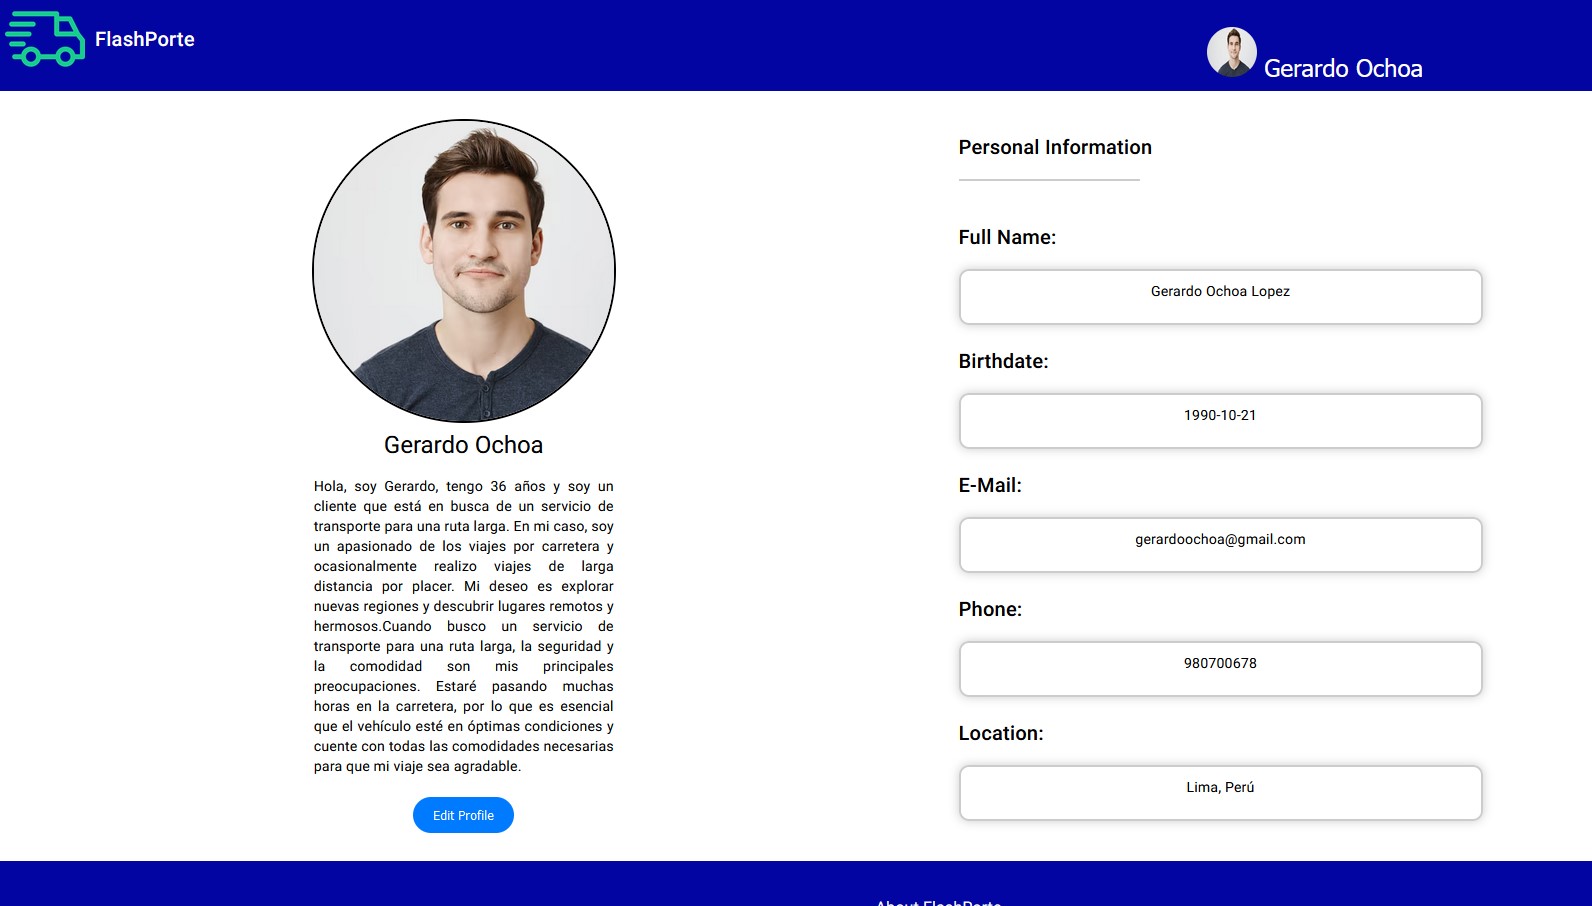 FlashPorte
Gerardo Ochoa
Gerardo Ochoa
Hola, soy Gerardo, tengo 36 años y soy un
cliente que está en busca de un servicio de
transporte para una ruta larga. En mi caso, soy
un apasionado de los viajes por carretera y
ocasionalmente realizo viajes de larga
distancia por placer. Mi deseo es explorar
nuevas regiones y descubrir lugares remotos y
hermosos.Cuando busco un servicio de
transporte para una ruta larga, la seguridad y
la comodidad son mis principales
preocupaciones. Estaré pasando muchas
horas en la carretera, por lo que es esencial
que el vehículo esté en óptimas condiciones y
cuente con todas las comodidades necesarias
para que mi viaje sea agradable.
Edit Profile
Personal Information
Full Name:
Gerardo Ochoa Lopez
Birthdate:
1990-10-21
E-Mail:
gerardoochoa@gmail.com
Phone:
980700678
Location:
Lima, Perú
About FlashPorte